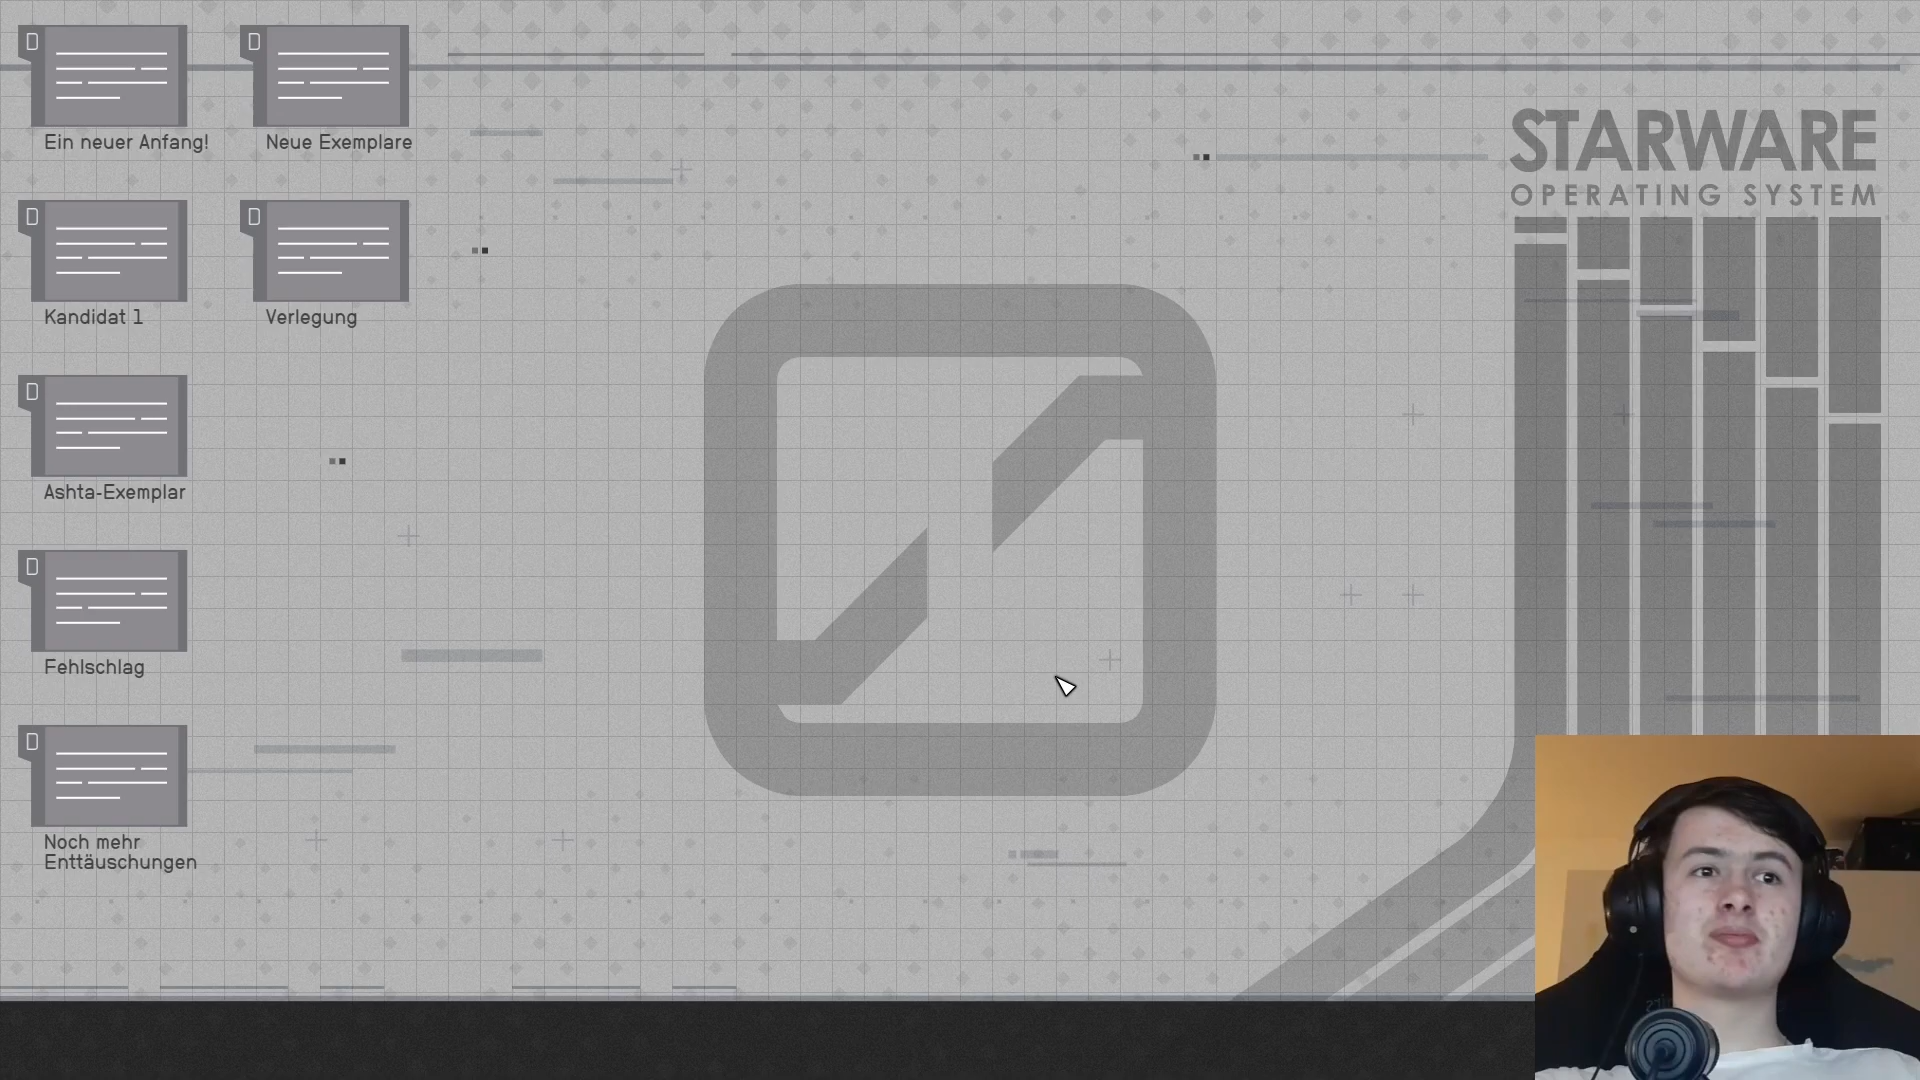 Ein neuer Anfang!
Neue Exemplare
STARWARE
OPERATING SYSTEM
Kandidat 1
Verlegung
Ashta-Exemplar
Fehlschlag
Noch mehr
Enttäuschungen